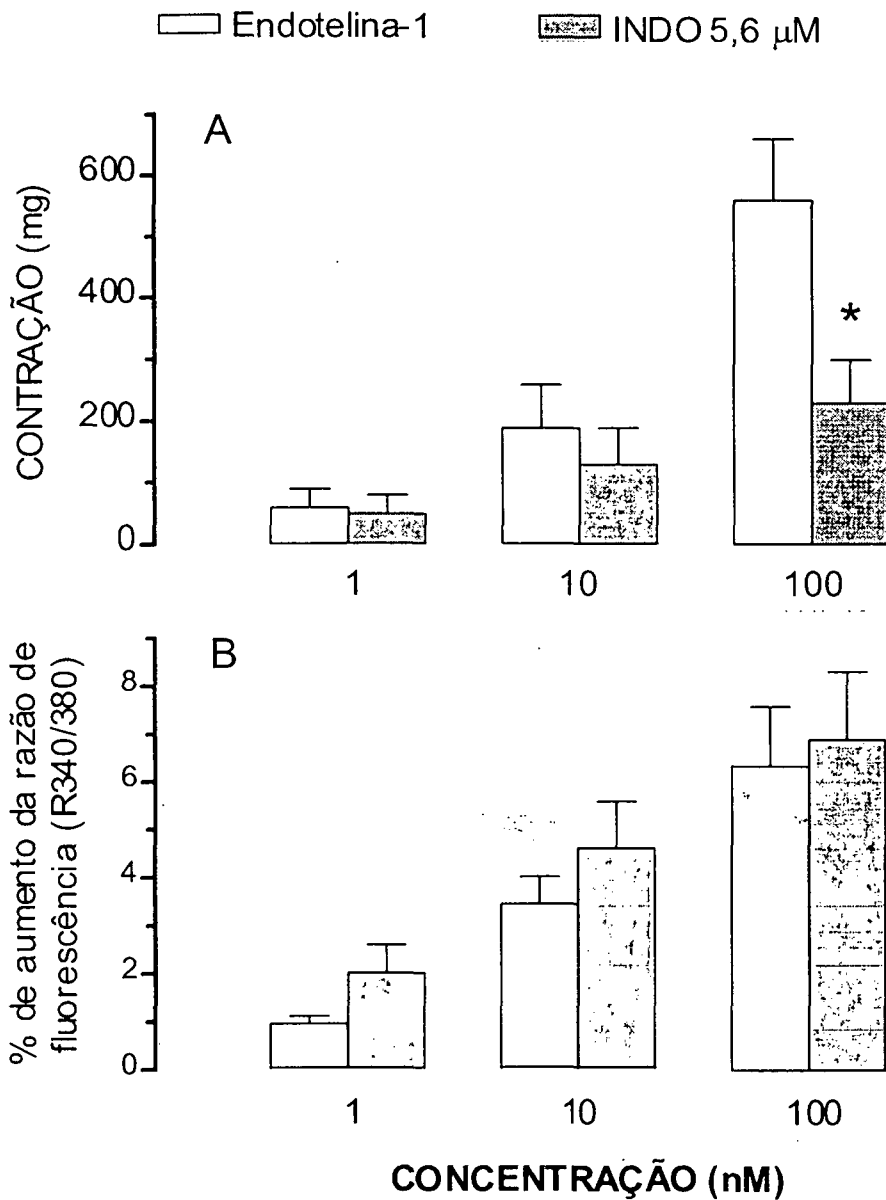 Endotelina-1 INDO 5,6 µM
A
CONTRAÇÃO (mg)
600
400
200
0
*
1 10 100
B
% de aumento da razão de
fluorescência (R340/380)
8
6
4
2
0
1 10 100
CONCENTRAÇÃO (nM)